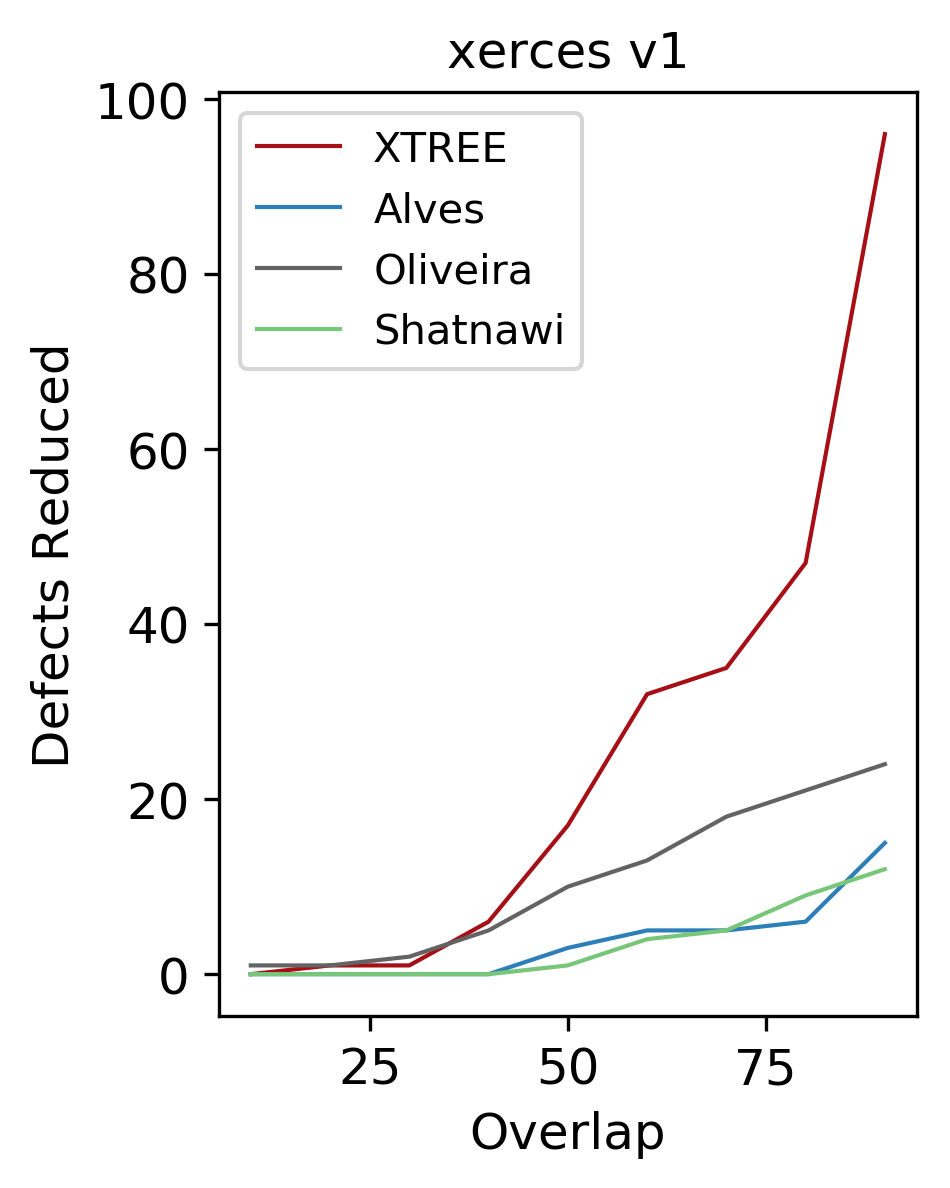 xerces v1
100
80
60
40
20
0
Defects Reduced
XTREE
Alves
Oliveira
Shatnawi
25 50 75
Overlap